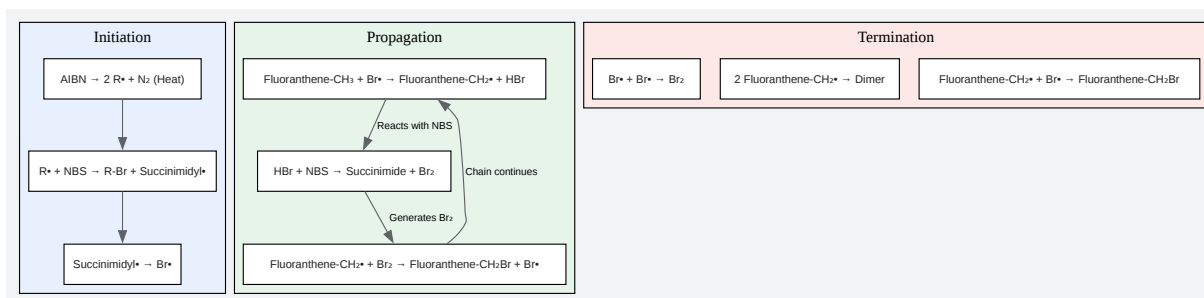 Initiation
AIBN → 2 R• + N₂ (Heat)
R• + NBS → R-Br + Succinimidyl•
Succinimidyl• → Br•
Propagation
Fluoranthene-CH₃ + Br• → Fluoranthene-CH₂• + HBr
Reacts with NBS
HBr + NBS → Succinimide + Br₂
Chain continues
Generates Br₂
Fluoranthene-CH₂• + Br₂ → Fluoranthene-CH₂Br + Br•
Termination
Br• + Br• → Br₂
2 Fluoranthene-CH₂• → Dimer
Fluoranthene-CH₂• + Br• → Fluoranthene-CH₂Br